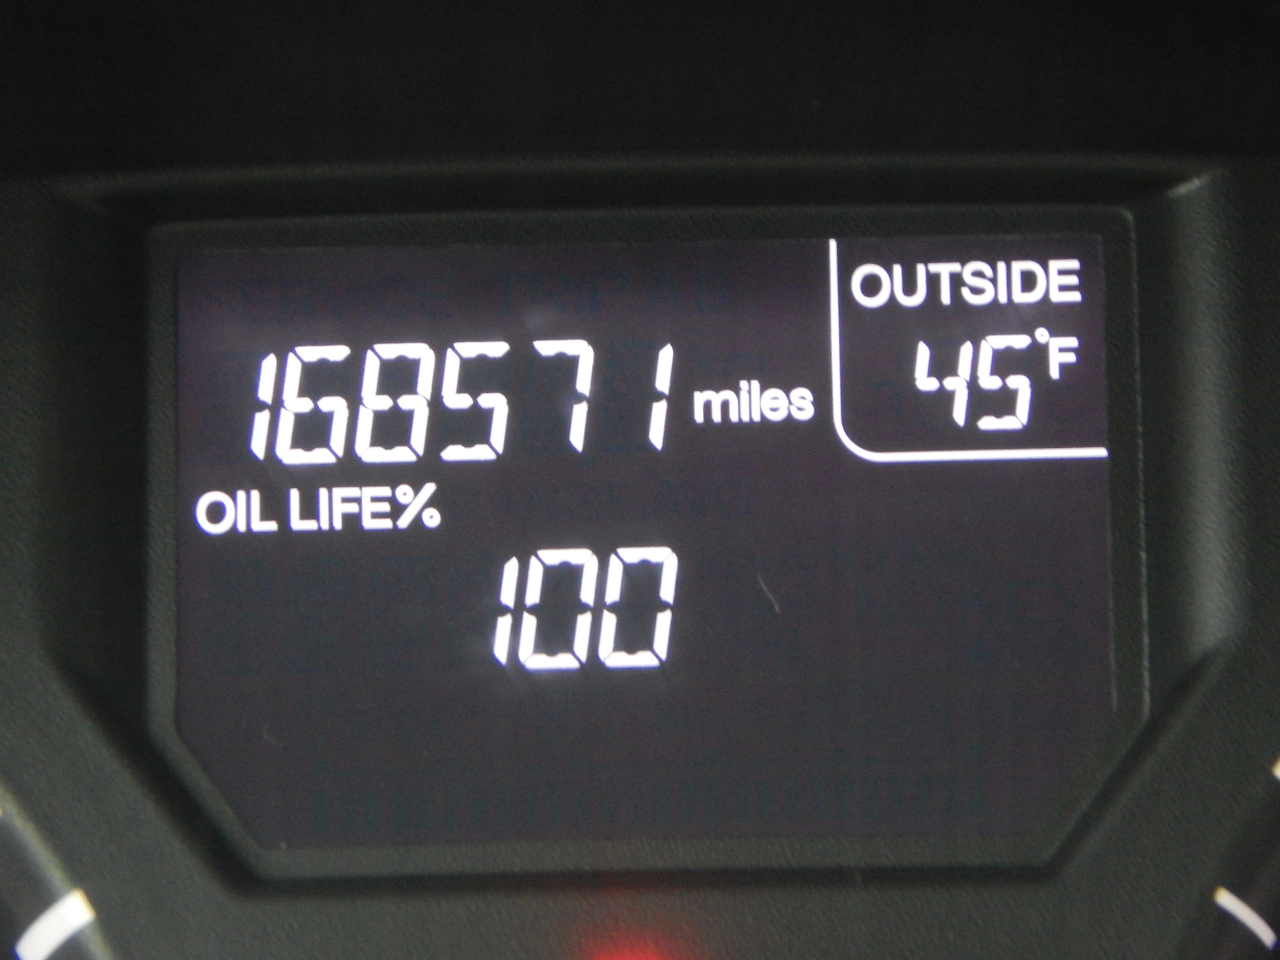 OUTSIDE
168571 miles 45°F
OIL LIFE%
100